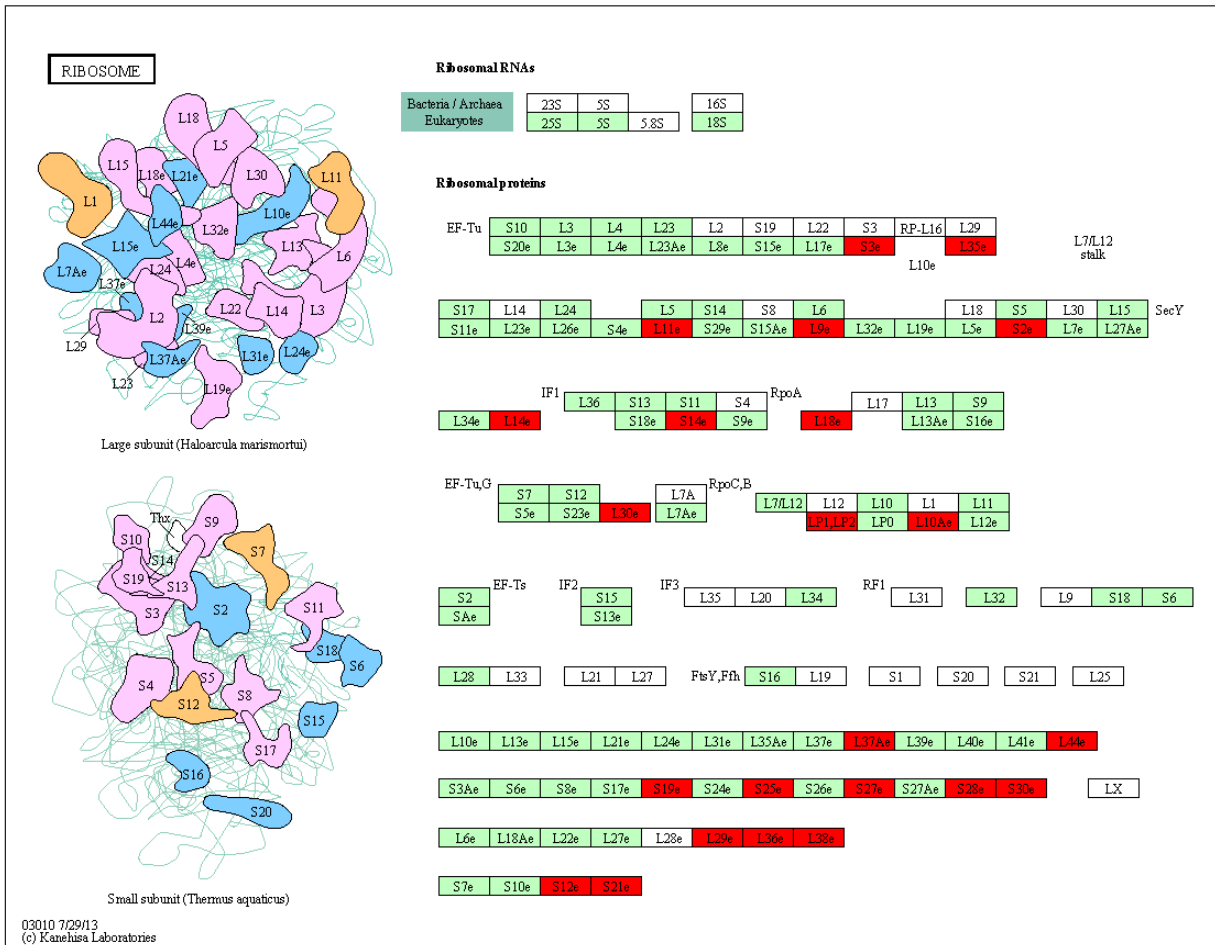 RIBOSOME
L18
L5
L15
L18e
L21e
L30
L11
L1
L10e
L44e
L32e
L15e
L13
L6
L7Ae
L24
L4e
L37e
L22
L14
L3
L2
L39e
L29
L37Ae
L31e
L24e
L23
L19e
Large subunit (Haloarcula marismortui)
Thx
S9
S10
S14
S7
S19
S13
S3
S2
S11
S18
S6
S4
S5
S8
S12
S15
S17
S16
S20
Small subunit (Thermus aquaticus)
03010 7/29/13
(c) Kanehisa Laboratories
Ribosomal RNAs
Bacteria / Archaea 23S 5S 16S
Eukaryotes 25S 5S 5.8S 18S
Ribosomal proteins
EF-Tu S10 L3 L4 L23 L2 S19 L22 S3 RP-L16 L29
S20e L3e L4e L23Ae L8e S15e L17e S3e L10e L35e
L7/L12
stalk
S17 L14 L24 L5 S14 S8 L6 L18 S5 L30 L15 SecY
S11e L23e L26e S4e L11e S29e S15Ae L9e L32e L19e L5e S2e L7e L27Ae
IF1 L36 S13 S11 S4 RpoA L17 L13 S9
L34e L14e S18e S14e S9e L18e L13Ae S16e
EF-Tu,G S7 S12 L7A RpoC,B L7/L12 L12 L10 L1 L11
S5e S23e L30e L7Ae LP1,LP2 LP0 L10Ae L12e
S2 EF-Ts IF2 S15 IF3 L35 L20 L34 RF1 L31 L32 L9 S18 S6
SAe S13e
L28 L33 L21 L27 FtsY,Ffh S16 L19 S1 S20 S21 L25
L10e L13e L15e L21e L24e L31e L35Ae L37e L37Ae L39e L40e L41e L44e
S3Ae S6e S8e S17e S19e S24e S25e S26e S27e S27Ae S28e S30e LX
L6e L18Ae L22e L27e L28e L29e L36e L38e
S7e S10e S12e S21e